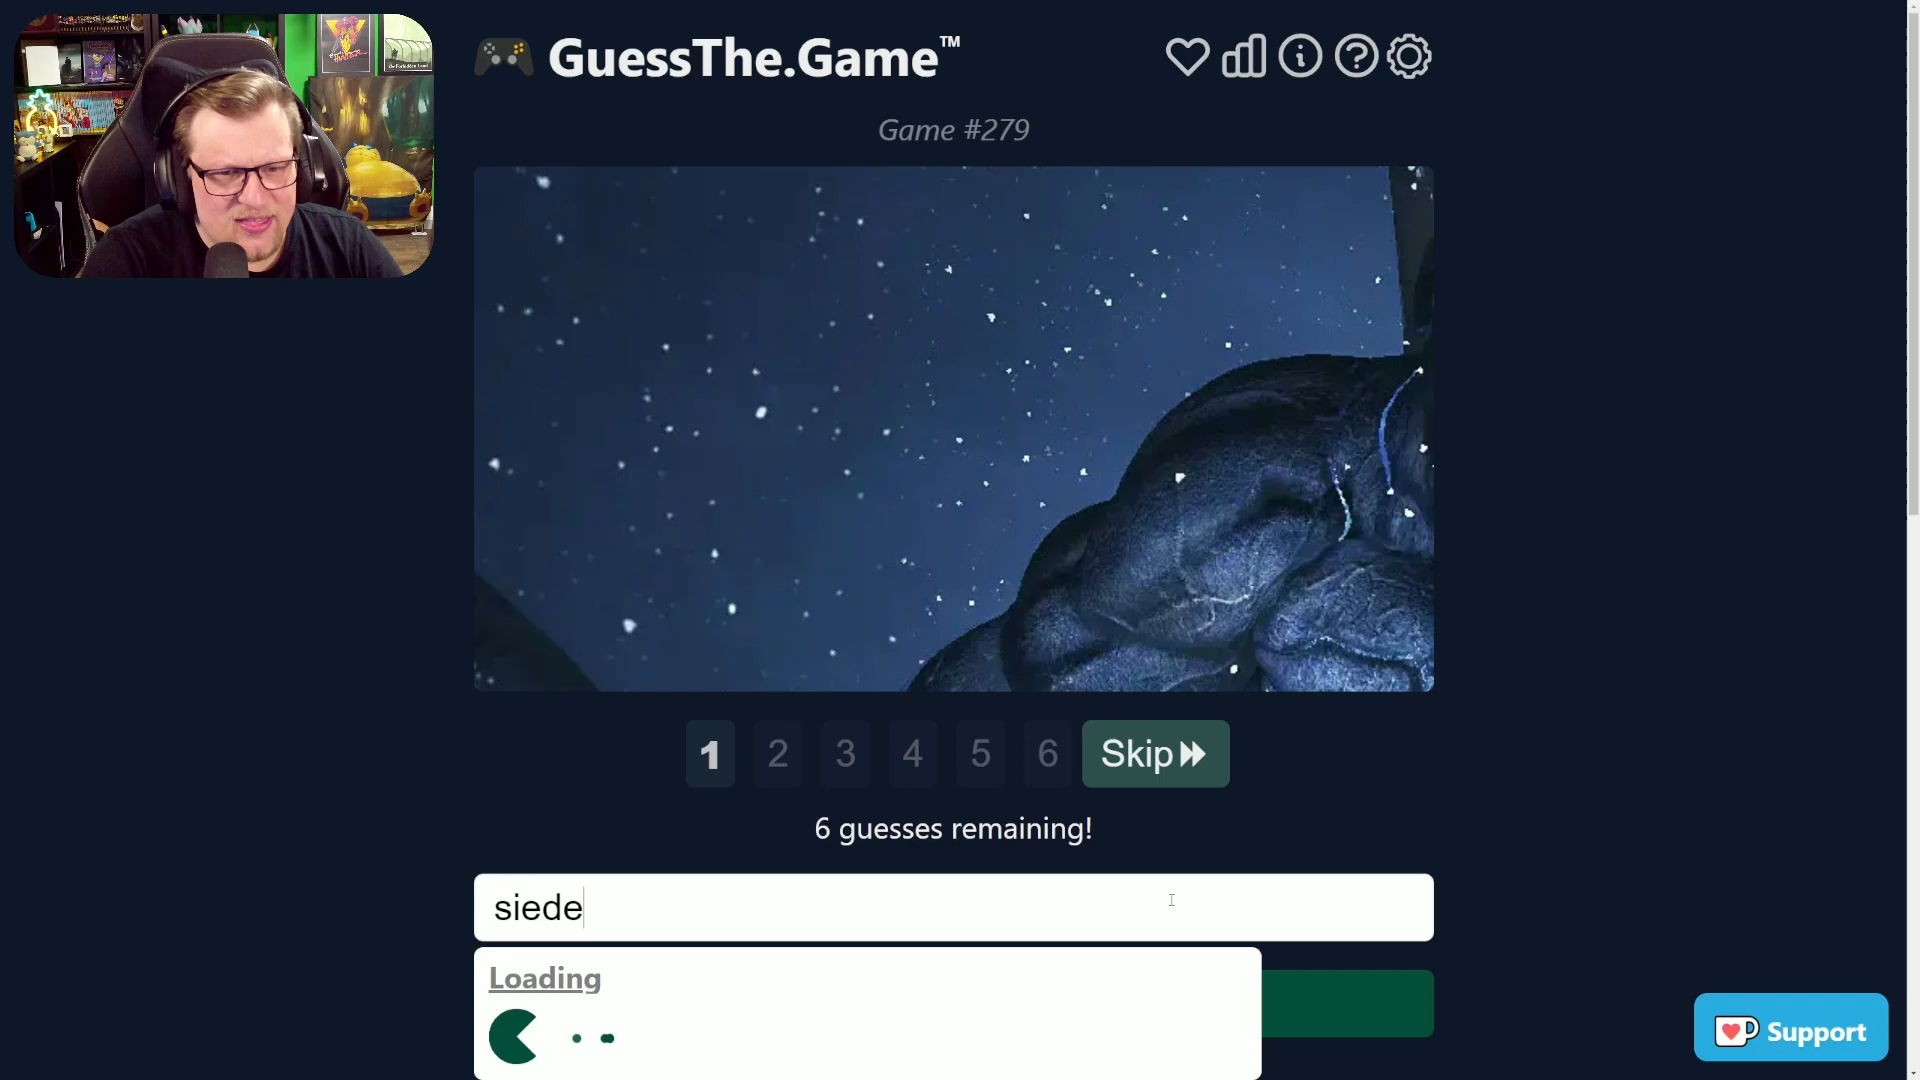 GuessThe.Game™
Game #279
1 2 3 4 5 6 Skip
6 guesses remaining!
siede
Loading
Support